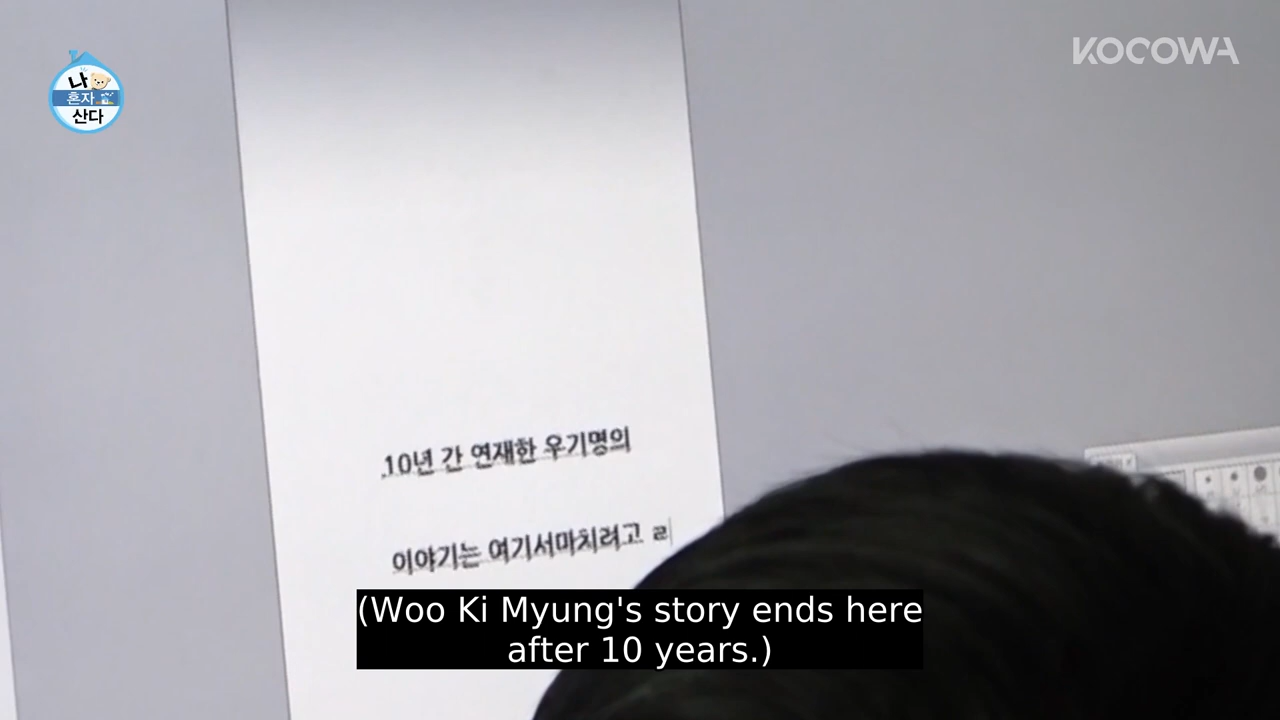 나
혼자
산다
KOCOWA
10년 간 연재한 우기명의
이야기는 여기서마치려고 ㄹ
(Woo Ki Myung's story ends here
after 10 years.)